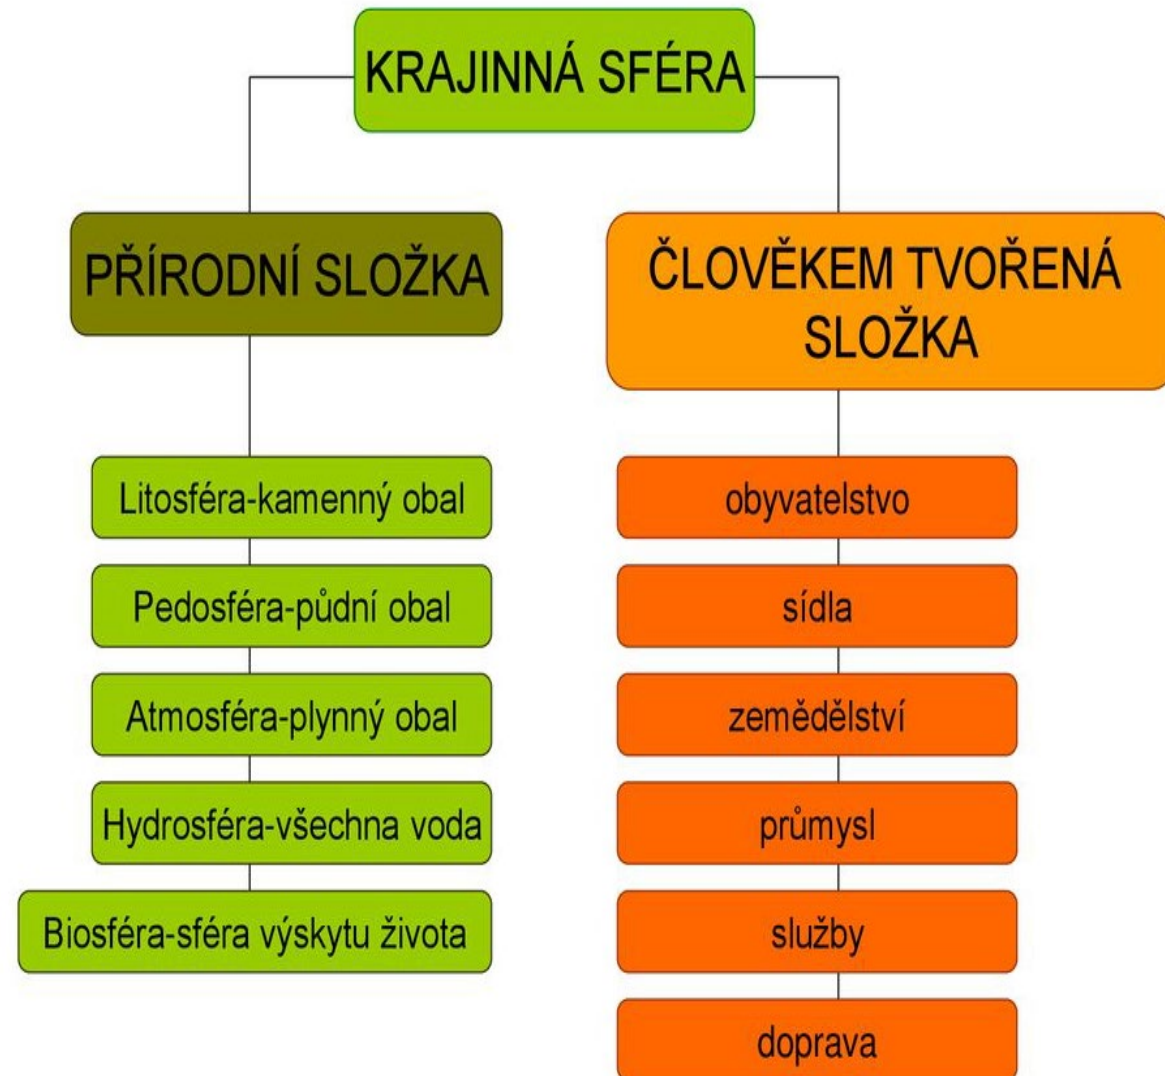 KRAJINNÁ SFÉRA
PŘÍRODNÍ SLOŽKA
Litosféra-kamenný obal
Pedosféra-půdní obal
Atmosféra-plynný obal
Hydrosféra-všechna voda
Biosféra-sféra výskytu života
ČLOVĚKEM TVOŘENÁ
SLOŽKA
obyvatelstvo
sídla
zemědělství
průmysl
služby
doprava